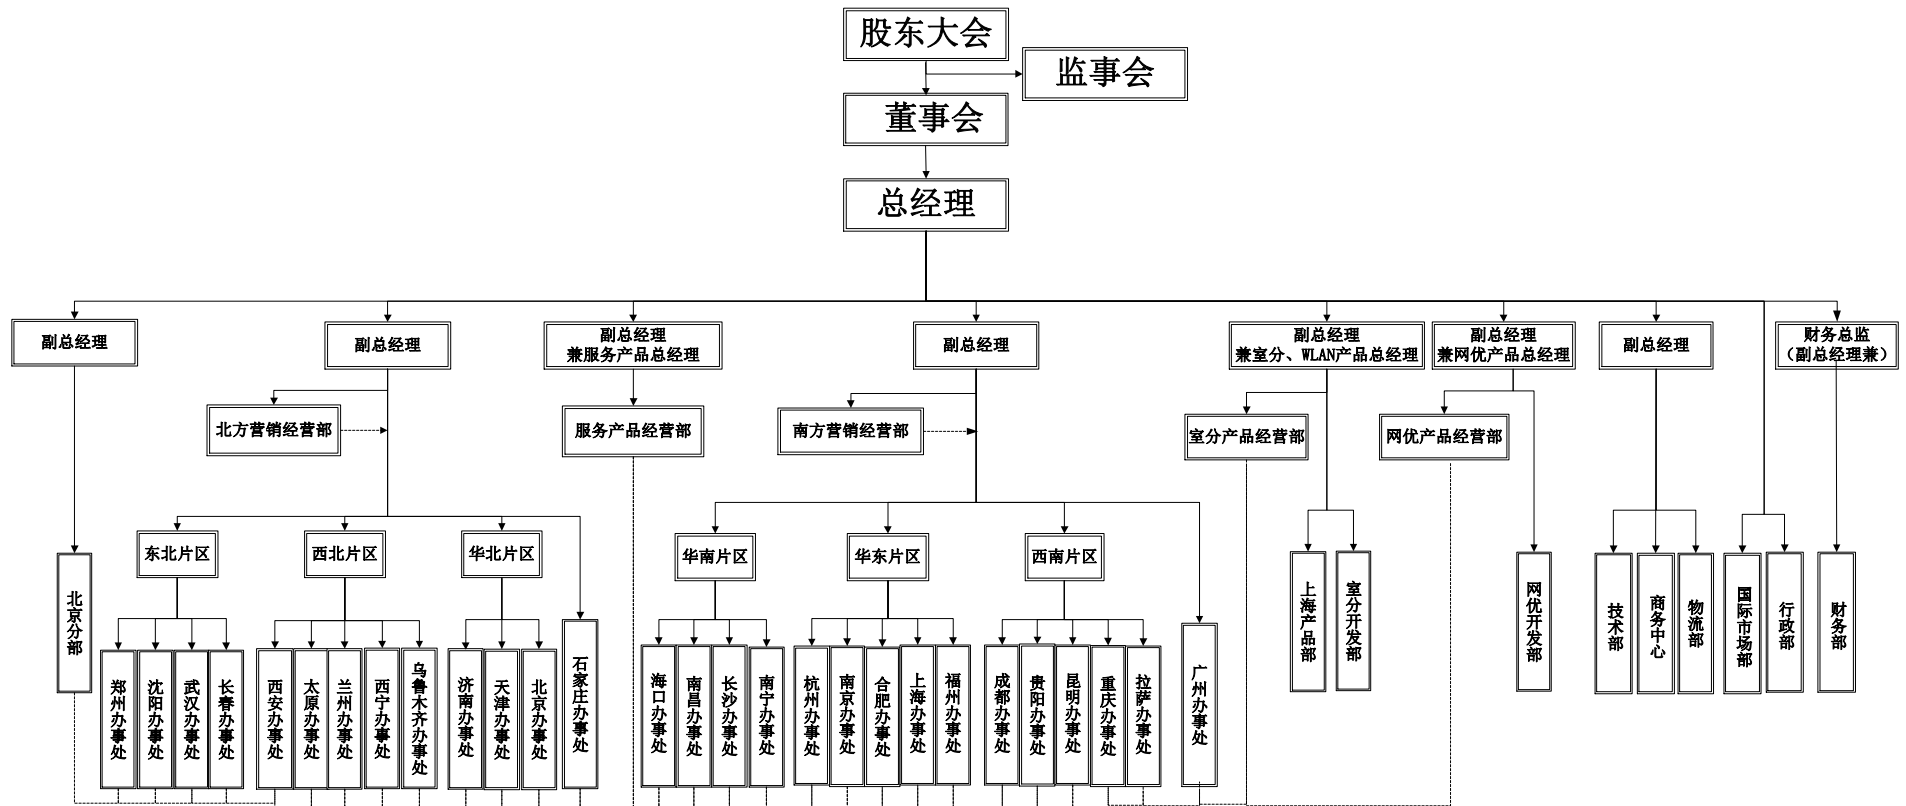 股东大会
监事会
董事会
总经理
副总经理
副总经理
副总经理
兼服务产品总经理
副总经理
副总经理
兼室分、WLAN产品总经理
副总经理
兼网优产品总经理
副总经理
财务总监
（副总经理兼）
北方营销经营部
服务产品经营部
南方营销经营部
室分产品经营部
网优产品经营部
东北片区
西北片区
华北片区
华南片区
华东片区
西南片区
北京分部
郑州办事处
沈阳办事处
武汉办事处
长春办事处
西安办事处
太原办事处
兰州办事处
西宁办事处
乌鲁木齐办事处
济南办事处
天津办事处
北京办事处
石家庄办事处
海口办事处
南昌办事处
长沙办事处
南宁办事处
杭州办事处
南京办事处
合肥办事处
上海办事处
福州办事处
成都办事处
贵阳办事处
昆明办事处
重庆办事处
拉萨办事处
广州办事处
上海产品部
室分开发部
网优开发部
技术部
商务中心
物流部
国际市场部
行政部
财务部